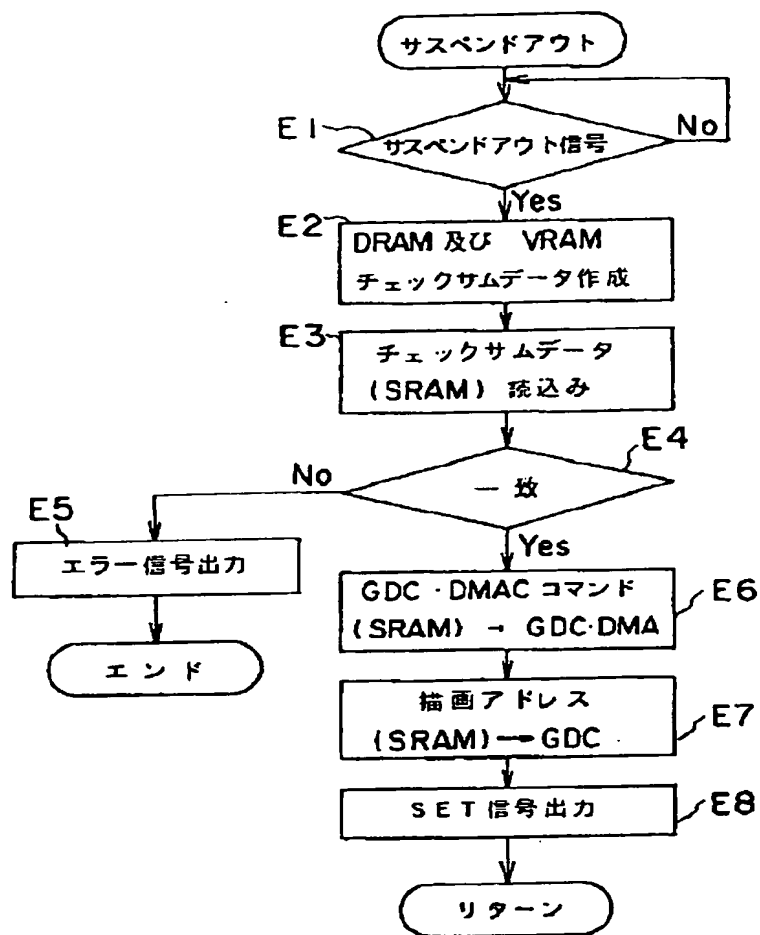 サスペンドアウト
E1
サスペンドアウト信号
No
Yes
E2
DRAM 及び VRAM
チェックサムデータ作成
E3
チェックサムデータ
(SRAM) 読込み
E4
一致
No
Yes
E5
エラー信号出力
エンド
E6
GDC・DMAC コマンド
(SRAM) → GDC・DMA
E7
描画アドレス
(SRAM) → GDC
E8
SET信号出力
リターン